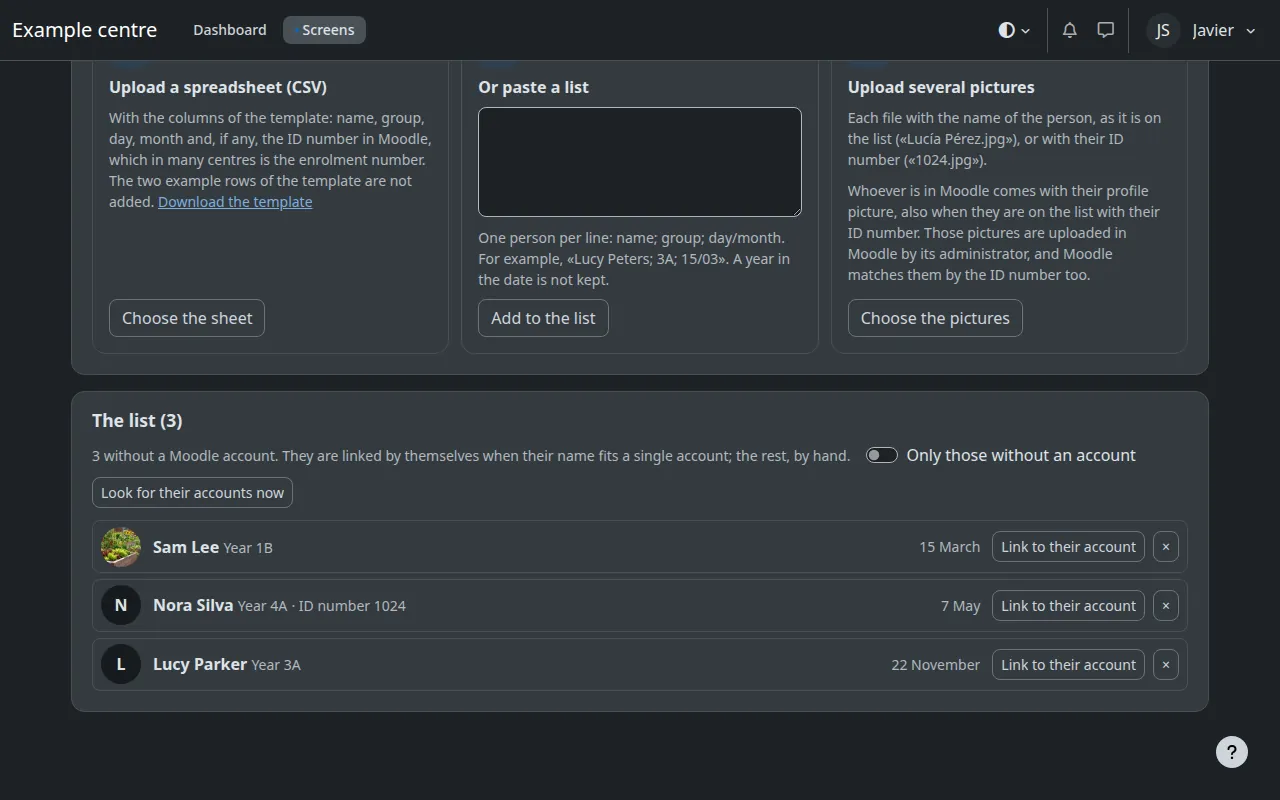 Example centre
Dashboard
Screens
JS
Javier
Upload a spreadsheet (CSV)
With the columns of the template: name, group,
day, month and, if any, the ID number in Moodle,
which in many centres is the enrolment number.
The two example rows of the template are not
added. Download the template
Choose the sheet
Or paste a list
One person per line: name; group; day/month.
For example, «Lucy Peters; 3A; 15/03». A year in
the date is not kept.
Add to the list
Upload several pictures
Each file with the name of the person, as it is on
the list («Lucía Pérez.jpg»), or with their ID
number («1024.jpg»).
Whoever is in Moodle comes with their profile
picture, also when they are on the list with their
ID number. Those pictures are uploaded in
Moodle by its administrator, and Moodle
matches them by the ID number too.
Choose the pictures
The list (3)
3 without a Moodle account. They are linked by themselves when their name fits a single account; the rest, by hand.
Only those without an account
Look for their accounts now
Sam Lee Year 1B
15 March
Link to their account
×
N
Nora Silva Year 4A · ID number 1024
7 May
Link to their account
×
L
Lucy Parker Year 3A
22 November
Link to their account
×
?